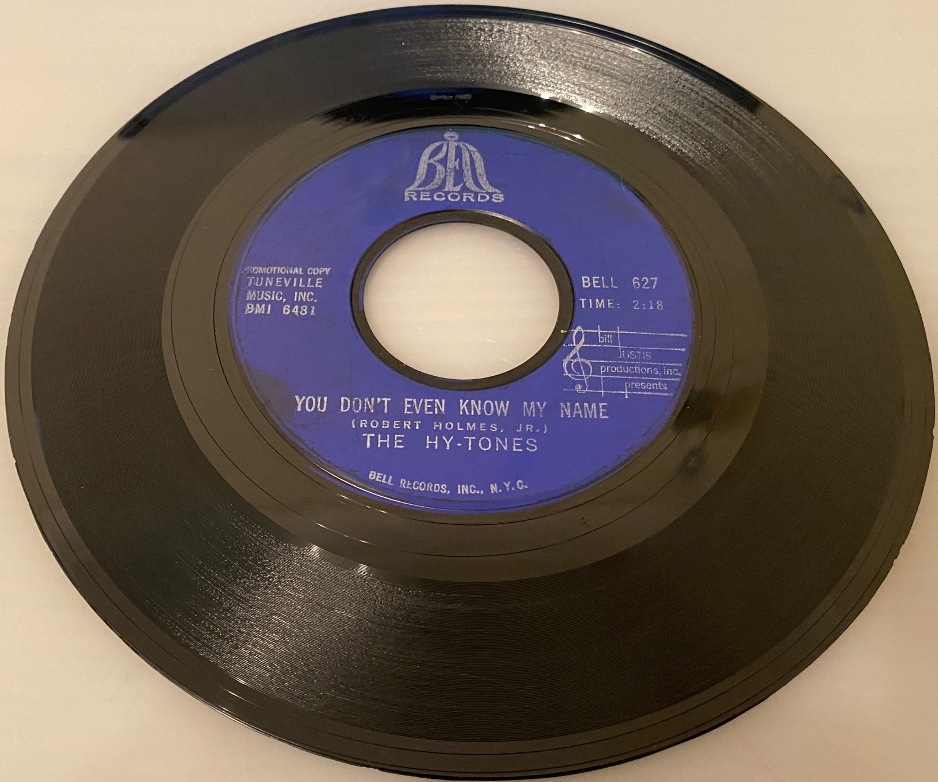 BELL
RECORDS
PROMOTIONAL COPY
TUNEVILLE
MUSIC, INC.
BMI 6481
BELL 627
TIME: 2:18
bill
JUSTIS
productions, inc.
presents
YOU DON'T EVEN KNOW MY NAME
(ROBERT HOLMES, JR.)
THE HY-TONES
BELL RECORDS, INC., N.Y.C.